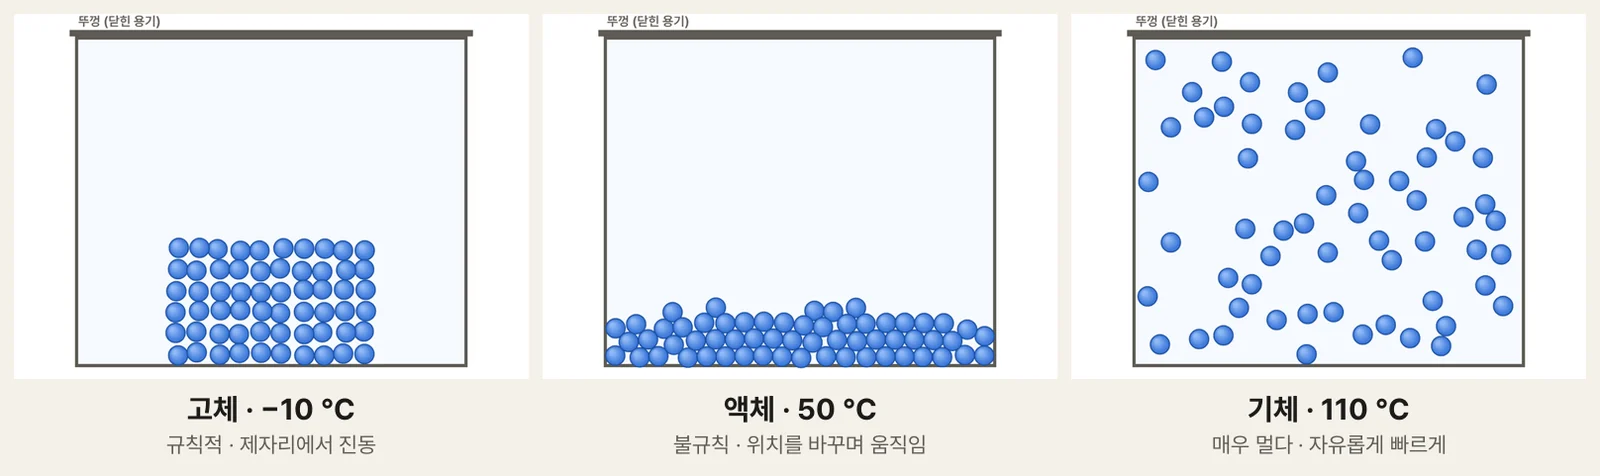 뚜껑 (닫힌 용기)
뚜껑 (닫힌 용기)
뚜껑 (닫힌 용기)
고체 · −10 °C
규칙적 · 제자리에서 진동
액체 · 50 °C
불규칙 · 위치를 바꾸며 움직임
기체 · 110 °C
매우 멀다 · 자유롭게 빠르게